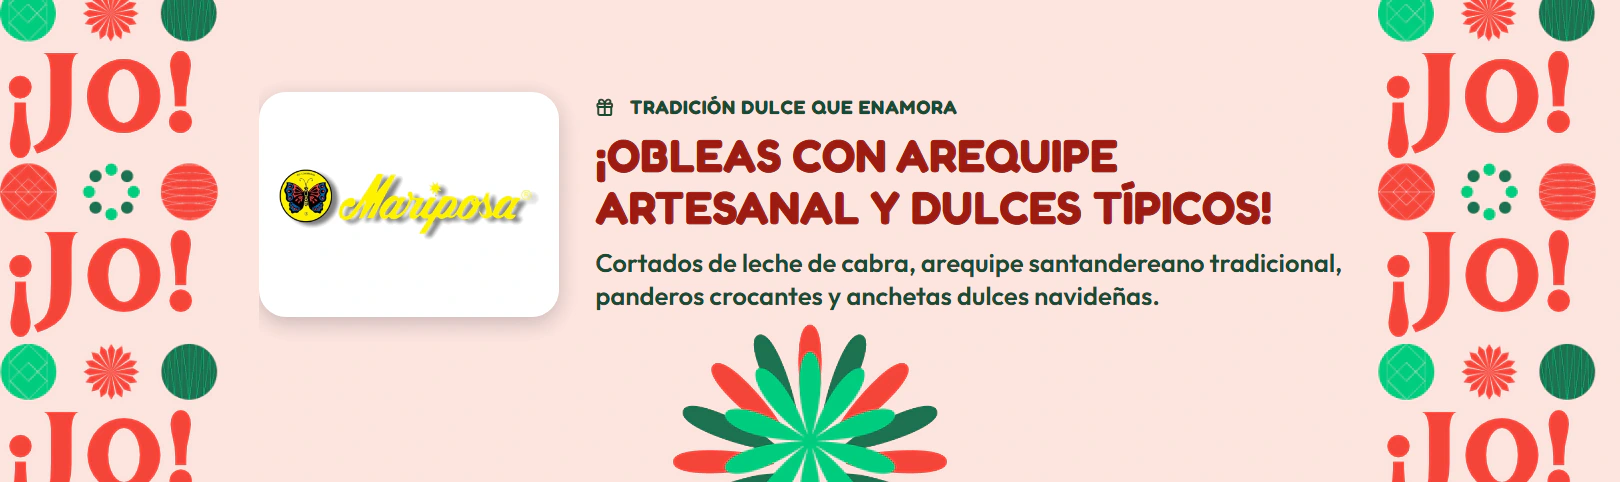 ¡JO!
¡JO!
¡JO!
Mariposa
TRADICIÓN DULCE QUE ENAMORA
¡OBLEAS CON AREQUIPE
ARTESANAL Y DULCES TÍPICOS!
Cortados de leche de cabra, arequipe santandereano tradicional,
panderos crocantes y anchetas dulces navideñas.
¡JO!
¡JO!
¡JO!